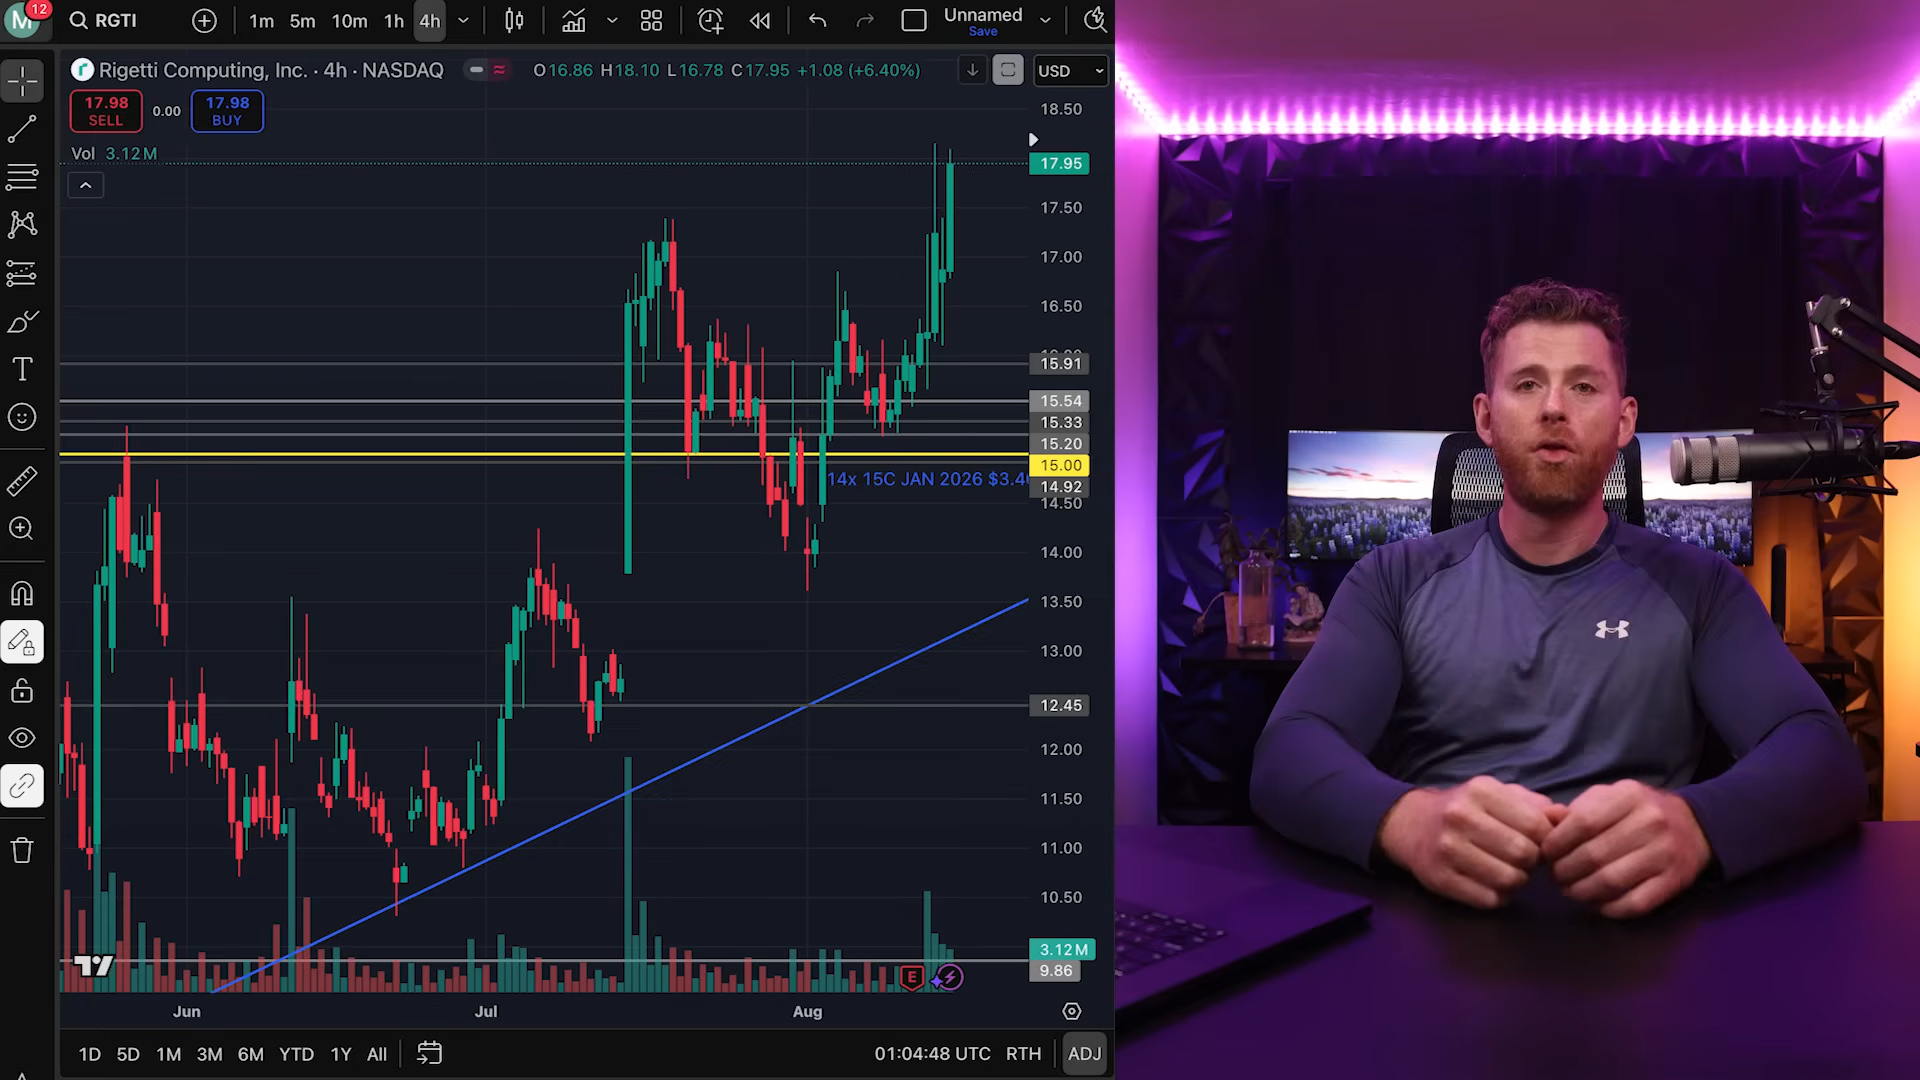 M 12 RGTI 1m 5m 10m 1h 4h Unnamed
Save
Rigetti Computing, Inc. · 4h · NASDAQ O16.86 H18.10 L16.78 C17.95 +1.08 (+6.40%) USD
17.98 0.00 17.98
SELL BUY
Vol 3.12M
18.50
17.95
17.50
17.00
16.50
15.91
15.54
15.33
15.20
15.00
14x 15C JAN 2026
14.92
14.50
14.00
13.50
13.00
12.45
12.00
11.50
11.00
10.50
3.12M
9.86
E
Jun Jul Aug
1D 5D 1M 3M 6M YTD 1Y All 01:04:48 UTC RTH ADJ